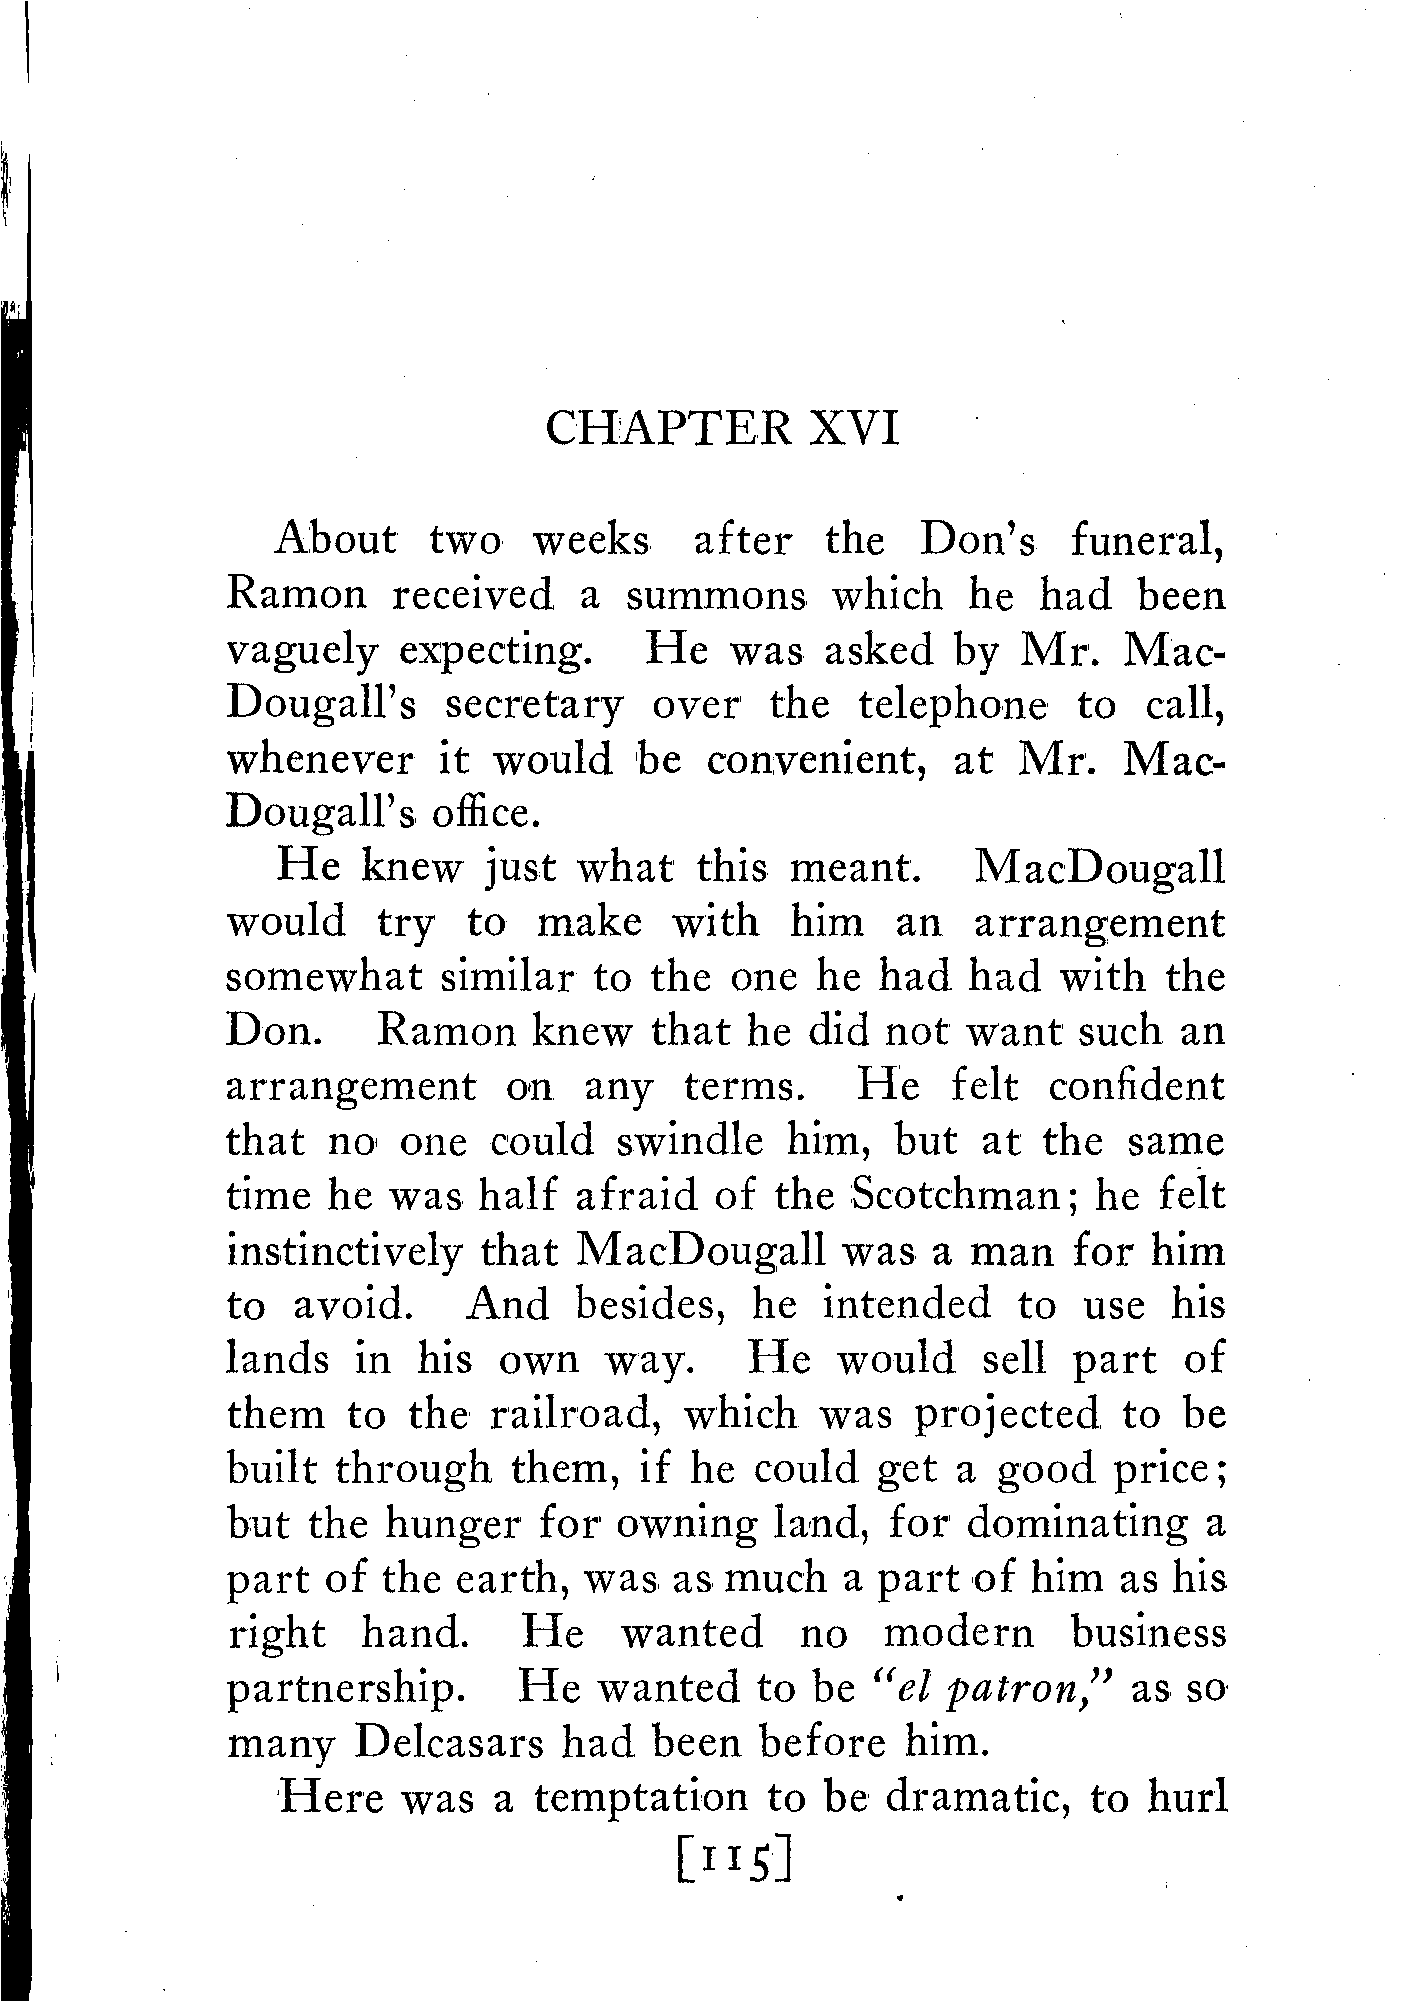 CHAPTER XVI
About two weeks after the Don's funeral,
Ramon received a summons which he had been
vaguely expecting. He was asked by Mr. Mac-
Dougall's secretary over the telephone to call,
whenever it would be convenient, at Mr. Mac-
Dougall's office.
He knew just what this meant. MacDougall
would try to make with him an arrangement
somewhat similar to the one he had had with the
Don. Ramon knew that he did not want such an
arrangement on any terms. He felt confident
that no one could swindle him, but at the same
time he was half afraid of the Scotchman; he felt
instinctively that MacDougall was a man for him
to avoid. And besides, he intended to use his
lands in his own way. He would sell part of
them to the railroad, which was projected to be
built through them, if he could get a good price;
but the hunger for owning land, for dominating a
part of the earth, was as much a part of him as his
right hand. He wanted no modern business
partnership. He wanted to be "el patron," as so
many Delcasars had been before him.
Here was a temptation to be dramatic, to hurl
[115]